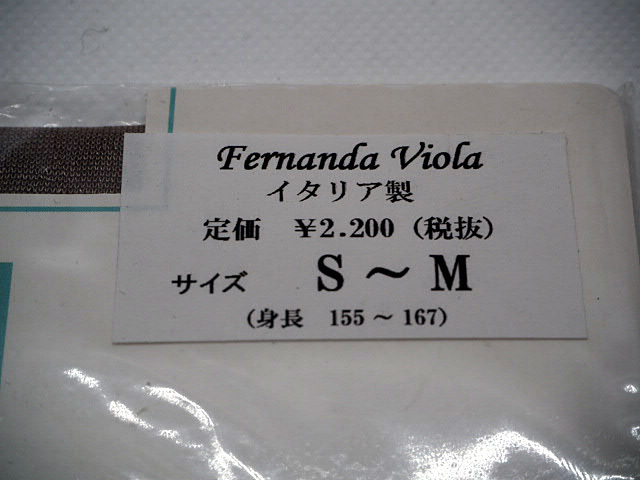 Fernanda Viola
イタリア製
定価 ￥2.200 (税抜)
サイズ S～M
(身長 155～167)